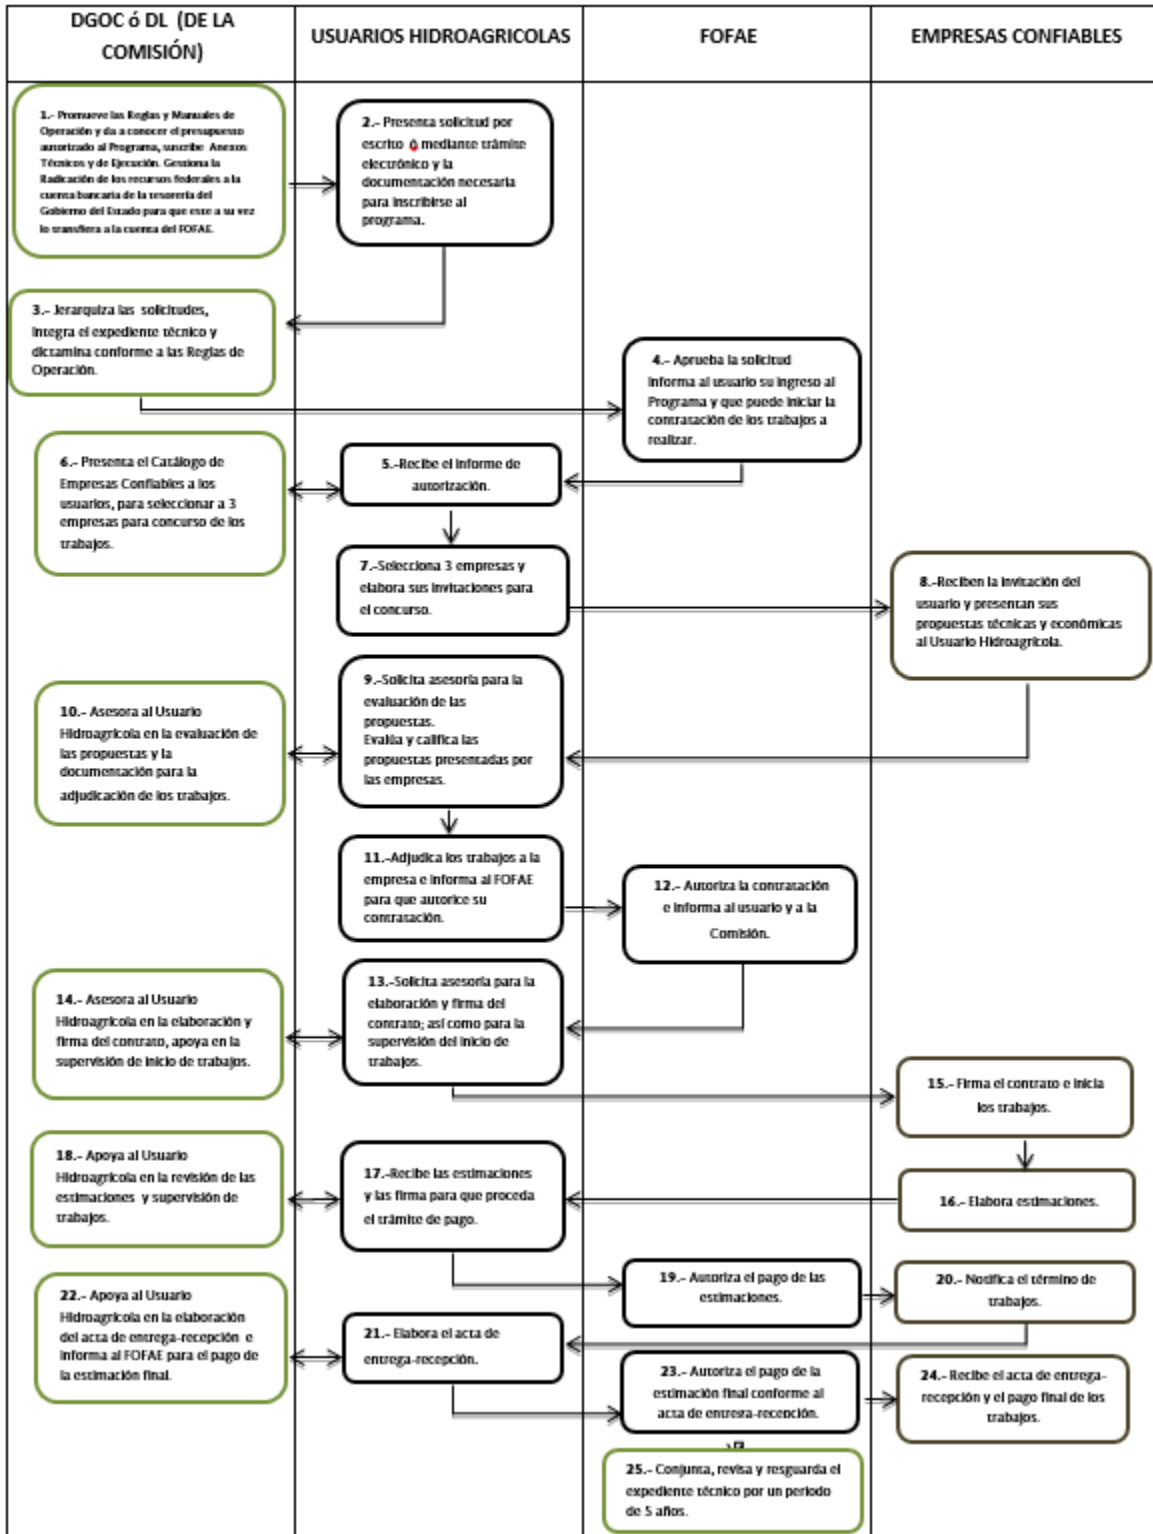 DGOC ó DL (DE LA
COMISIÓN)
USUARIOS HIDROAGRICOLAS
FOFAE
EMPRESAS CONFIABLES
1.- Promueve las Reglas y Manuales de
Operación y da a conocer el presupuesto
autorizado al Programa, suscribe Anexos
Técnicos y de Ejecución. Gestiona la
Radicación de los recursos federales a la
cuenta bancaria de la tesorería del
Gobierno del Estado para que este a su vez
lo transfiera a la cuenta del FOFAE.
2.- Presenta solicitud por
escrito ó mediante trámite
electrónico y la
documentación necesaria
para inscribirse al
programa.
3.- Jerarquiza las solicitudes,
integra el expediente técnico y
dictamina conforme a las Reglas de
Operación.
4.- Aprueba la solicitud
informa al usuario su ingreso al
Programa y que puede iniciar la
contratación de los trabajos a
realizar.
5.-Recibe el informe de
autorización.
6.- Presenta el Catálogo de
Empresas Confiables a los
usuarios, para seleccionar a 3
empresas para concurso de los
trabajos.
7.-Selecciona 3 empresas y
elabora sus invitaciones para
el concurso.
8.-Reciben la invitación del
usuario y presentan sus
propuestas técnicas y económicas
al Usuario Hidroagrícola.
9.-Solicita asesoría para la
evaluación de las
propuestas.
Evalúa y califica las
propuestas presentadas por
las empresas.
10.- Asesora al Usuario
Hidroagrícola en la evaluación de
las propuestas y la
documentación para la
adjudicación de los trabajos.
11.-Adjudica los trabajos a la
empresa e informa al FOFAE
para que autorice su
contratación.
12.- Autoriza la contratación
e informa al usuario y a la
Comisión.
13.-Solicita asesoría para la
elaboración y firma del
contrato; así como para la
supervisión del inicio de
trabajos.
14.- Asesora al Usuario
Hidroagrícola en la elaboración y
firma del contrato, apoya en la
supervisión de inicio de trabajos.
15.- Firma el contrato e inicia
los trabajos.
16.- Elabora estimaciones.
17.-Recibe las estimaciones
y las firma para que proceda
el trámite de pago.
18.- Apoya al Usuario
Hidroagrícola en la revisión de las
estimaciones y supervisión de
trabajos.
19.- Autoriza el pago de las
estimaciones.
20.- Notifica el término de
trabajos.
21.- Elabora el acta de
entrega-recepción.
22.- Apoya al Usuario
Hidroagrícola en la elaboración
del acta de entrega-recepción e
informa al FOFAE para el pago de
la estimación final.
23.- Autoriza el pago de la
estimación final conforme al
acta de entrega-recepción.
24.- Recibe el acta de entrega-
recepción y el pago final de los
trabajos.
25.- Conjunta, revisa y resguarda el
expediente técnico por un periodo
de 5 años.